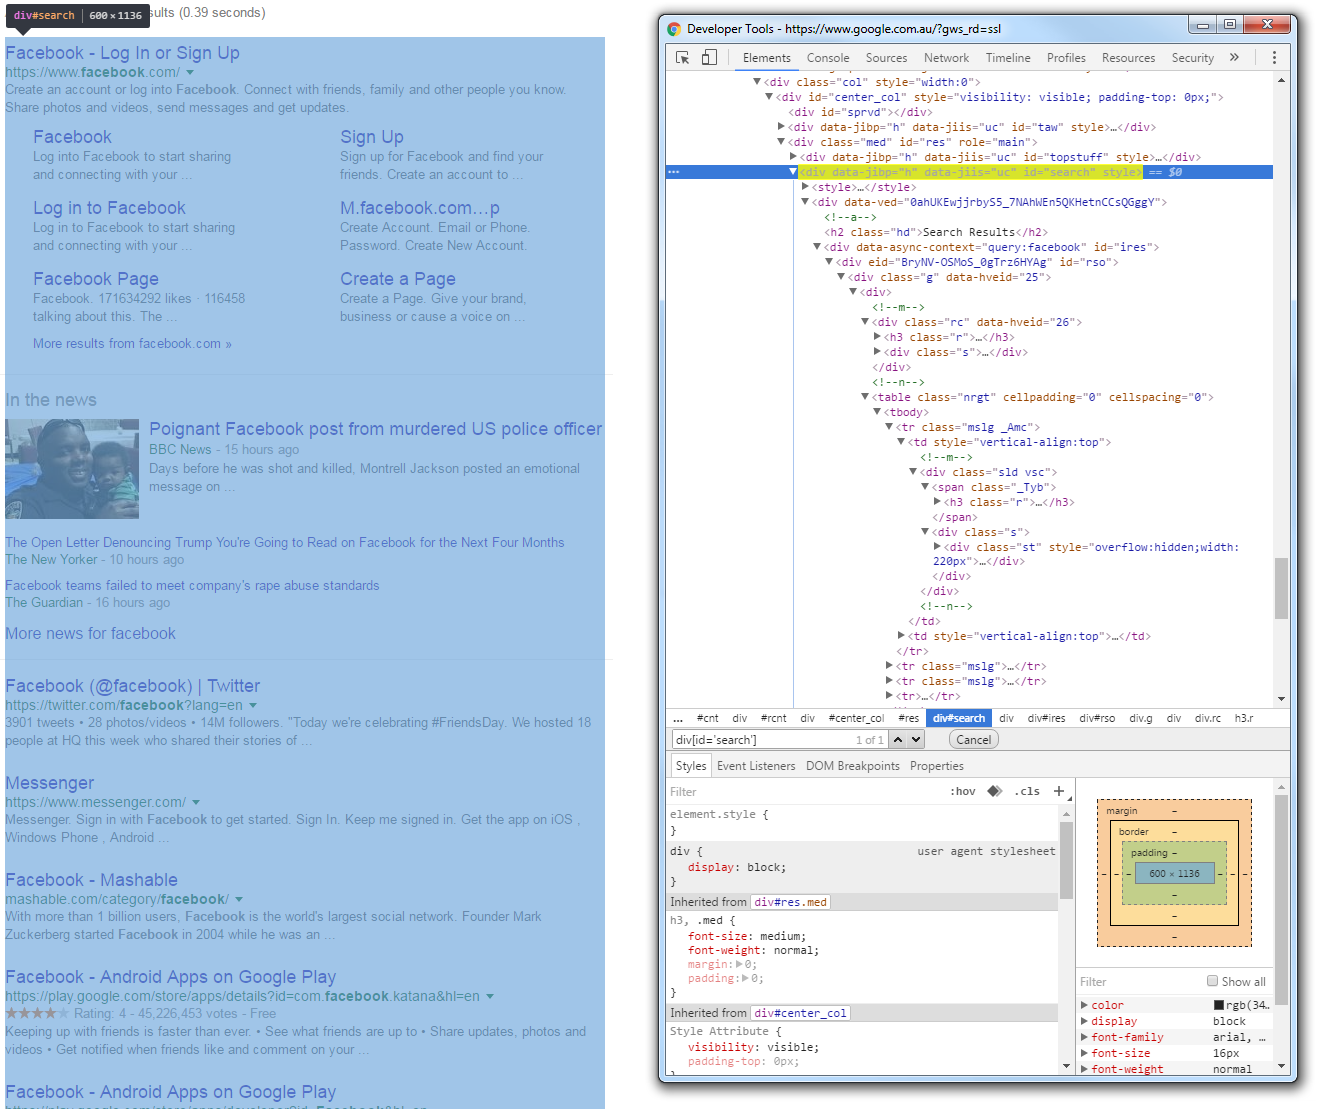 div#search | 600 × 1136
sults (0.39 seconds)
Facebook - Log In or Sign Up
https://www.facebook.com/
Create an account or log into Facebook. Connect with friends, family and other people you know.
Share photos and videos, send messages and get updates.
Facebook
Log into Facebook to start sharing
and connecting with your ...
Sign Up
Sign up for Facebook and find your
friends. Create an account to ...
Log in to Facebook
Log in to Facebook to start sharing
and connecting with your ...
M.facebook.com…p
Create Account. Email or Phone.
Password. Create New Account.
Facebook Page
Facebook. 171634292 likes · 116458
talking about this. The ...
Create a Page
Create a Page. Give your brand,
business or cause a voice on ...
More results from facebook.com »
In the news
Poignant Facebook post from murdered US police officer
BBC News - 15 hours ago
Days before he was shot and killed, Montrell Jackson posted an emotional
message on ...
The Open Letter Denouncing Trump You're Going to Read on Facebook for the Next Four Months
The New Yorker - 10 hours ago
Facebook teams failed to meet company's rape abuse standards
The Guardian - 16 hours ago
More news for facebook
Facebook (@facebook) | Twitter
https://twitter.com/facebook?lang=en
3901 tweets • 28 photos/videos • 14M followers. "Today we're celebrating #FriendsDay. We hosted 18
people at HQ this week who shared their stories of ...
Messenger
https://www.messenger.com/
Messenger. Sign in with Facebook to get started. Sign In. Keep me signed in. Get the app on iOS ,
Windows Phone , Android ...
Facebook - Mashable
mashable.com/category/facebook/
With more than 1 billion users, Facebook is the world's largest social network. Founder Mark
Zuckerberg started Facebook in 2004 while he was an ...
Facebook - Android Apps on Google Play
https://play.google.com/store/apps/details?id=com.facebook.katana&hl=en
Rating: 4 - 45,226,453 votes - Free
Keeping up with friends is faster than ever. • See what friends are up to • Share updates, photos and
videos • Get notified when friends like and comment on your ...
Facebook - Android Apps on Google Play
Developer Tools - https://www.google.com.au/?gws_rd=ssl
Elements Console Sources Network Timeline Profiles Resources Security »
<div class="col" style="width:0">
<div id="center_col" style="visibility: visible; padding-top: 0px;">
<div id="sprvd"></div>
<div data-jibp="h" data-jiis="uc" id="taw" style>…</div>
<div class="med" id="res" role="main">
<div data-jibp="h" data-jiis="uc" id="topstuff" style>…</div>
<div data-jibp="h" data-jiis="uc" id="search" style> == $0
<style>…</style>
<div data-ved="0ahUKEwjjrbyS5_7NAhWEn5QKHetnCCsQGggY">
<!--a-->
<h2 class="hd">Search Results</h2>
<div data-async-context="query:facebook" id="ires">
<div eid="BryNV-OSMoS_0gTrz6HYAg" id="rso">
<div class="g" data-hveid="25">
<div>
<!--m-->
<div class="rc" data-hveid="26">
<h3 class="r">…</h3>
<div class="s">…</div>
</div>
<!--n-->
<table class="nrgt" cellpadding="0" cellspacing="0">
<tbody>
<tr class="mslg _Amc">
<td style="vertical-align:top">
<!--m-->
<div class="sld vsc">
<span class="_Tyb">
<h3 class="r">…</h3>
</span>
<div class="s">
<div class="st" style="overflow:hidden;width:
220px">…</div>
</div>
</div>
<!--n-->
</td>
<td style="vertical-align:top">…</td>
</tr>
<tr class="mslg">…</tr>
<tr class="mslg">…</tr>
<tr>…</tr>
... #cnt div #rcnt div #center_col #res div#search div div#ires div#rso div.g div div.rc h3.r
div[id='search'] 1 of 1 Cancel
Styles Event Listeners DOM Breakpoints Properties
Filter :hov .cls +
element.style {
}
div { user agent stylesheet
display: block;
}
Inherited from div#res.med
h3, .med {
font-size: medium;
font-weight: normal;
margin: 0;
padding: 0;
}
Inherited from div#center_col
Style Attribute {
visibility: visible;
padding-top: 0px;
margin –
border –
padding –
– – – 600 × 1136 – – –
–
–
–
Filter Show all
color rgb(34…
display block
font-family arial, …
font-size 16px
font-weight normal